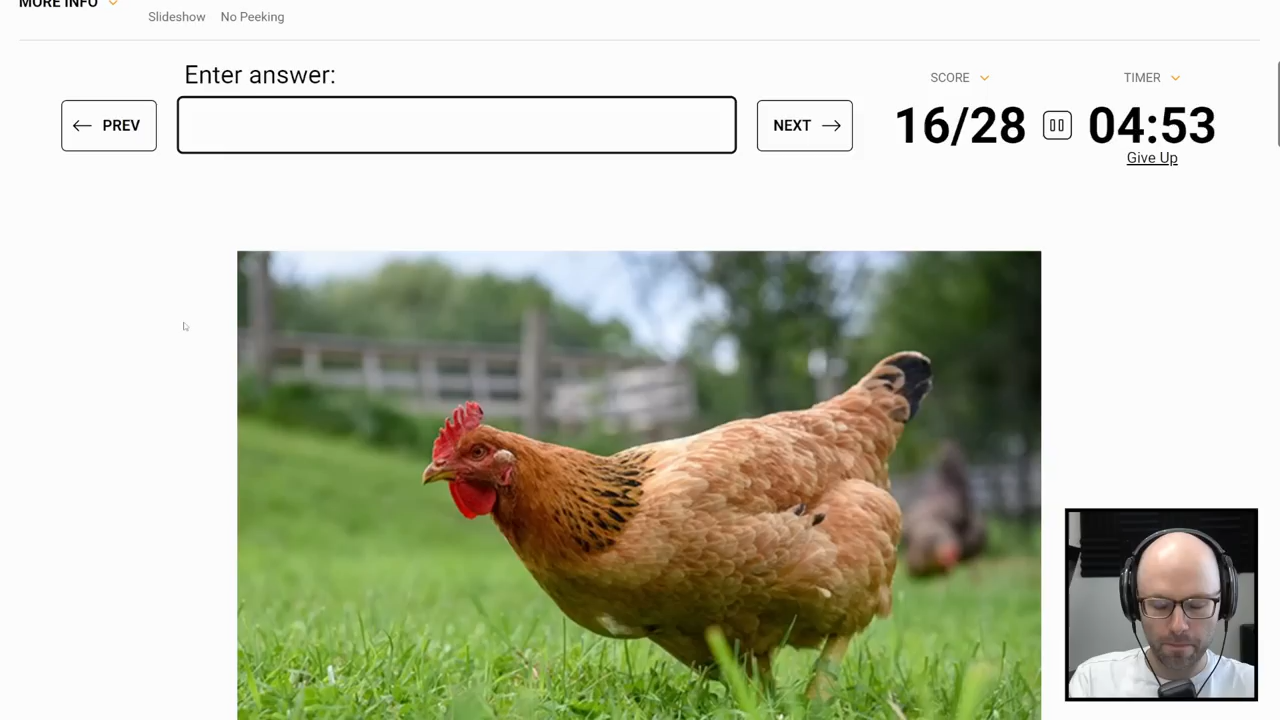 MORE INFO
Slideshow No Peeking
Enter answer:
PREV
NEXT
SCORE
16/28
TIMER
04:53
Give Up